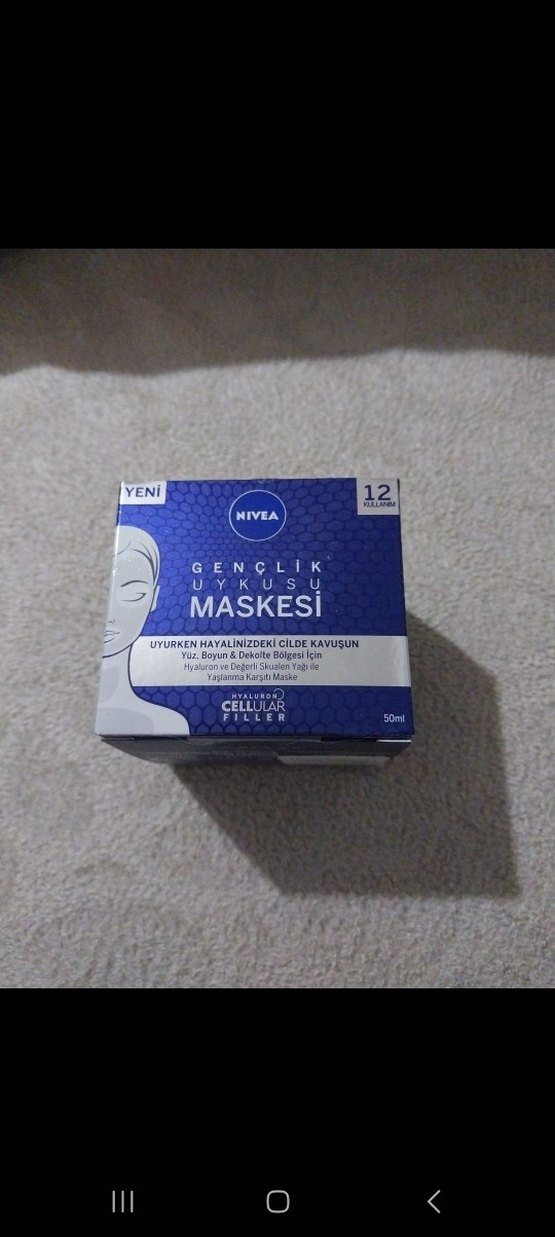 YENİ
12
KULLANIM
NIVEA
GENÇLİK
UYKUSU
MASKESİ
UYURKEN HAYALİNİZDEKİ CİLDE KAVUŞUN
Yüz, Boyun & Dekolte Bölgesi İçin
Hyaluron ve Değerli Skualen Yağı ile
Yaşlanma Karşıtı Maske
HYALURON
CELLULAR
FILLER
50ml